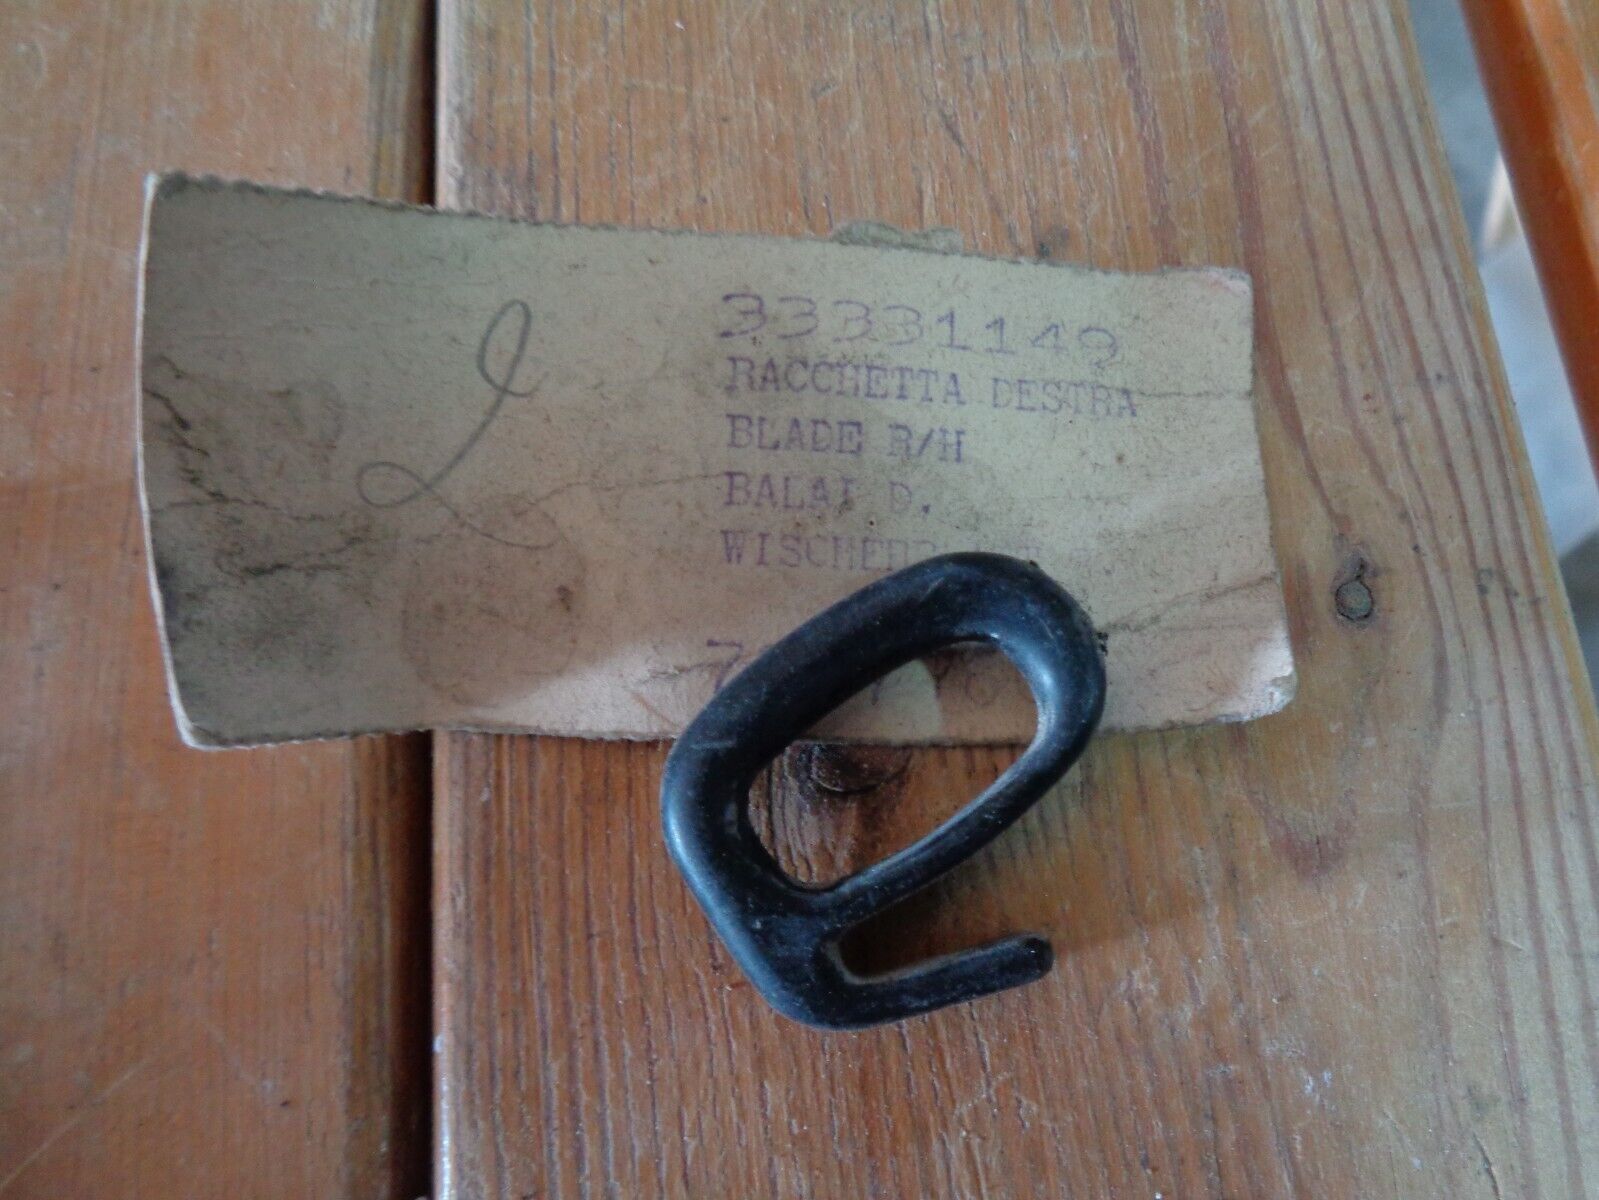 33331149
RACCHETTA DESTRA
BLADE R/H
BALAI D.